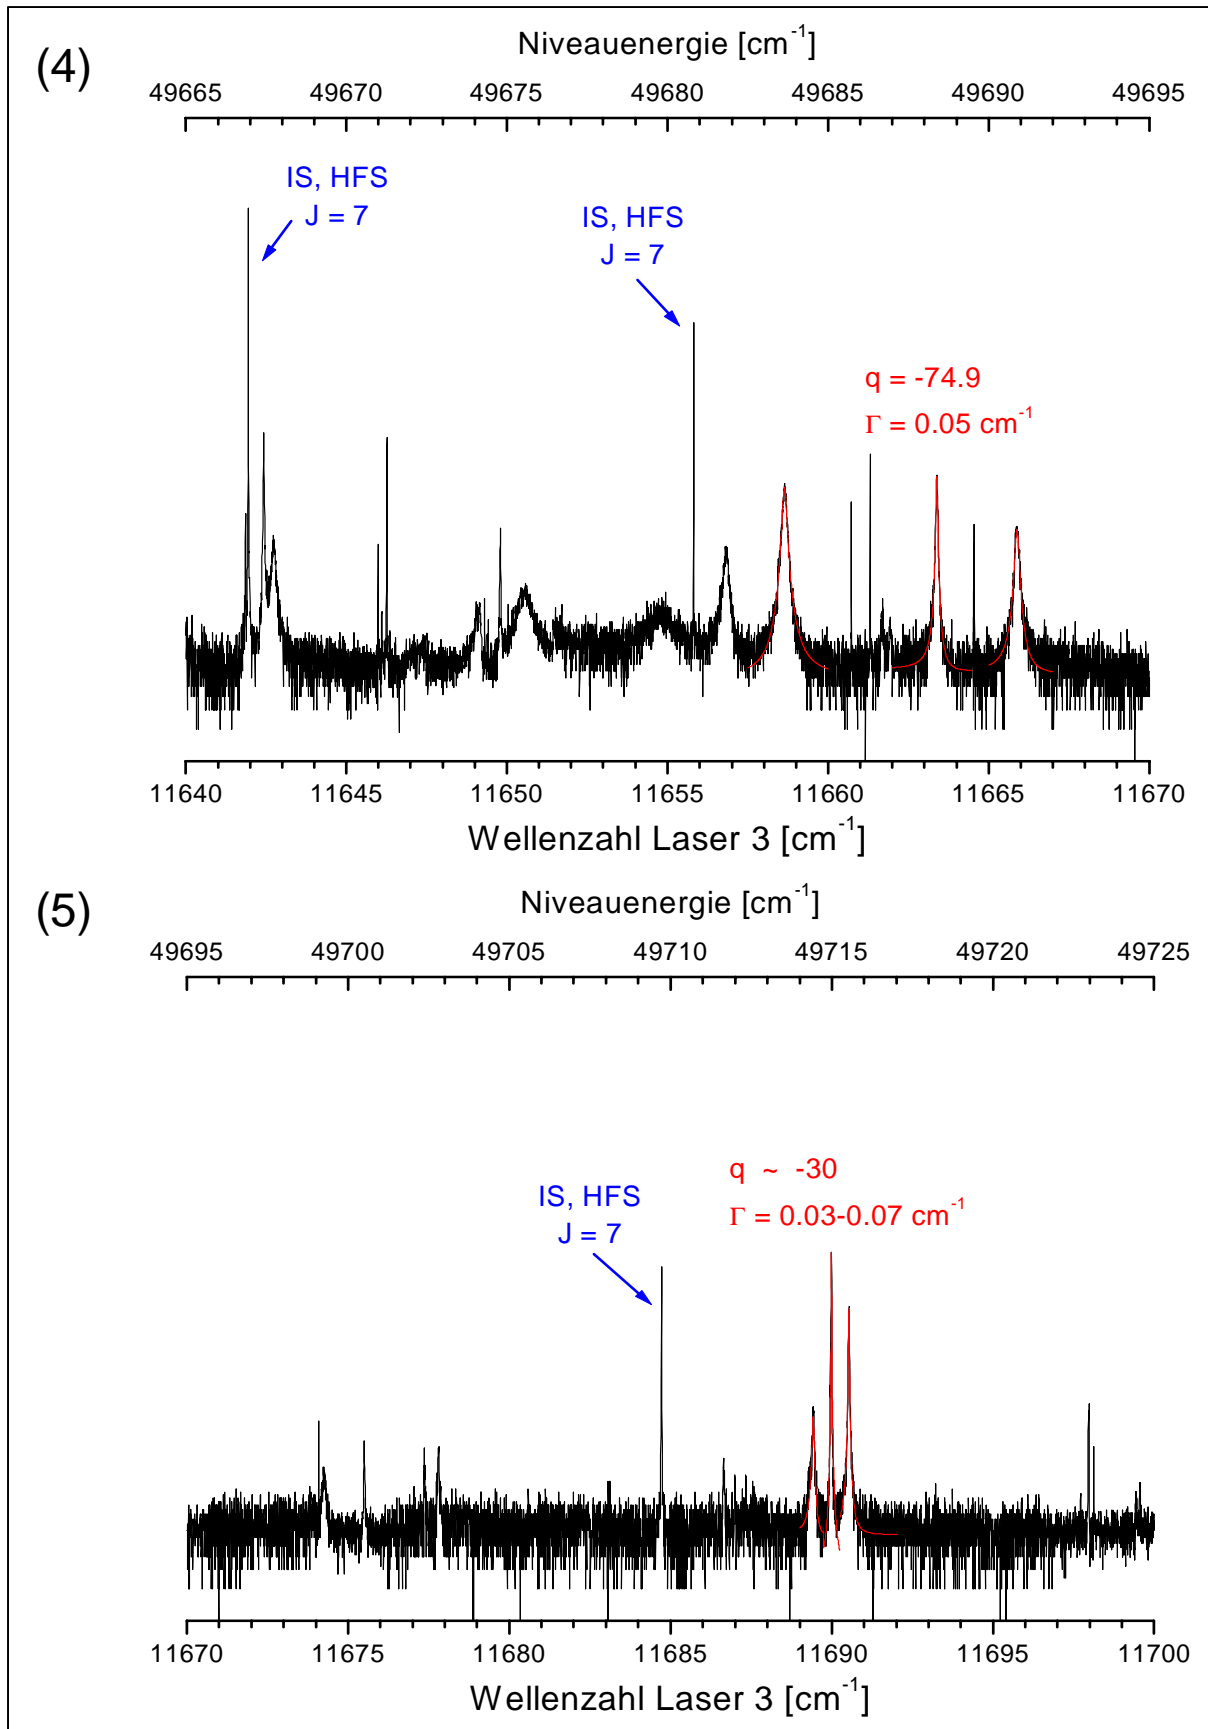 (4)
Niveauenergie [cm⁻¹]
49665 49670 49675 49680 49685 49690 49695
IS, HFS
J = 7
IS, HFS
J = 7
q = -74.9
Γ = 0.05 cm⁻¹
11640 11645 11650 11655 11660 11665 11670
Wellenzahl Laser 3 [cm⁻¹]
(5)
Niveauenergie [cm⁻¹]
49695 49700 49705 49710 49715 49720 49725
IS, HFS
J = 7
q ~ -30
Γ = 0.03-0.07 cm⁻¹
11670 11675 11680 11685 11690 11695 11700
Wellenzahl Laser 3 [cm⁻¹]